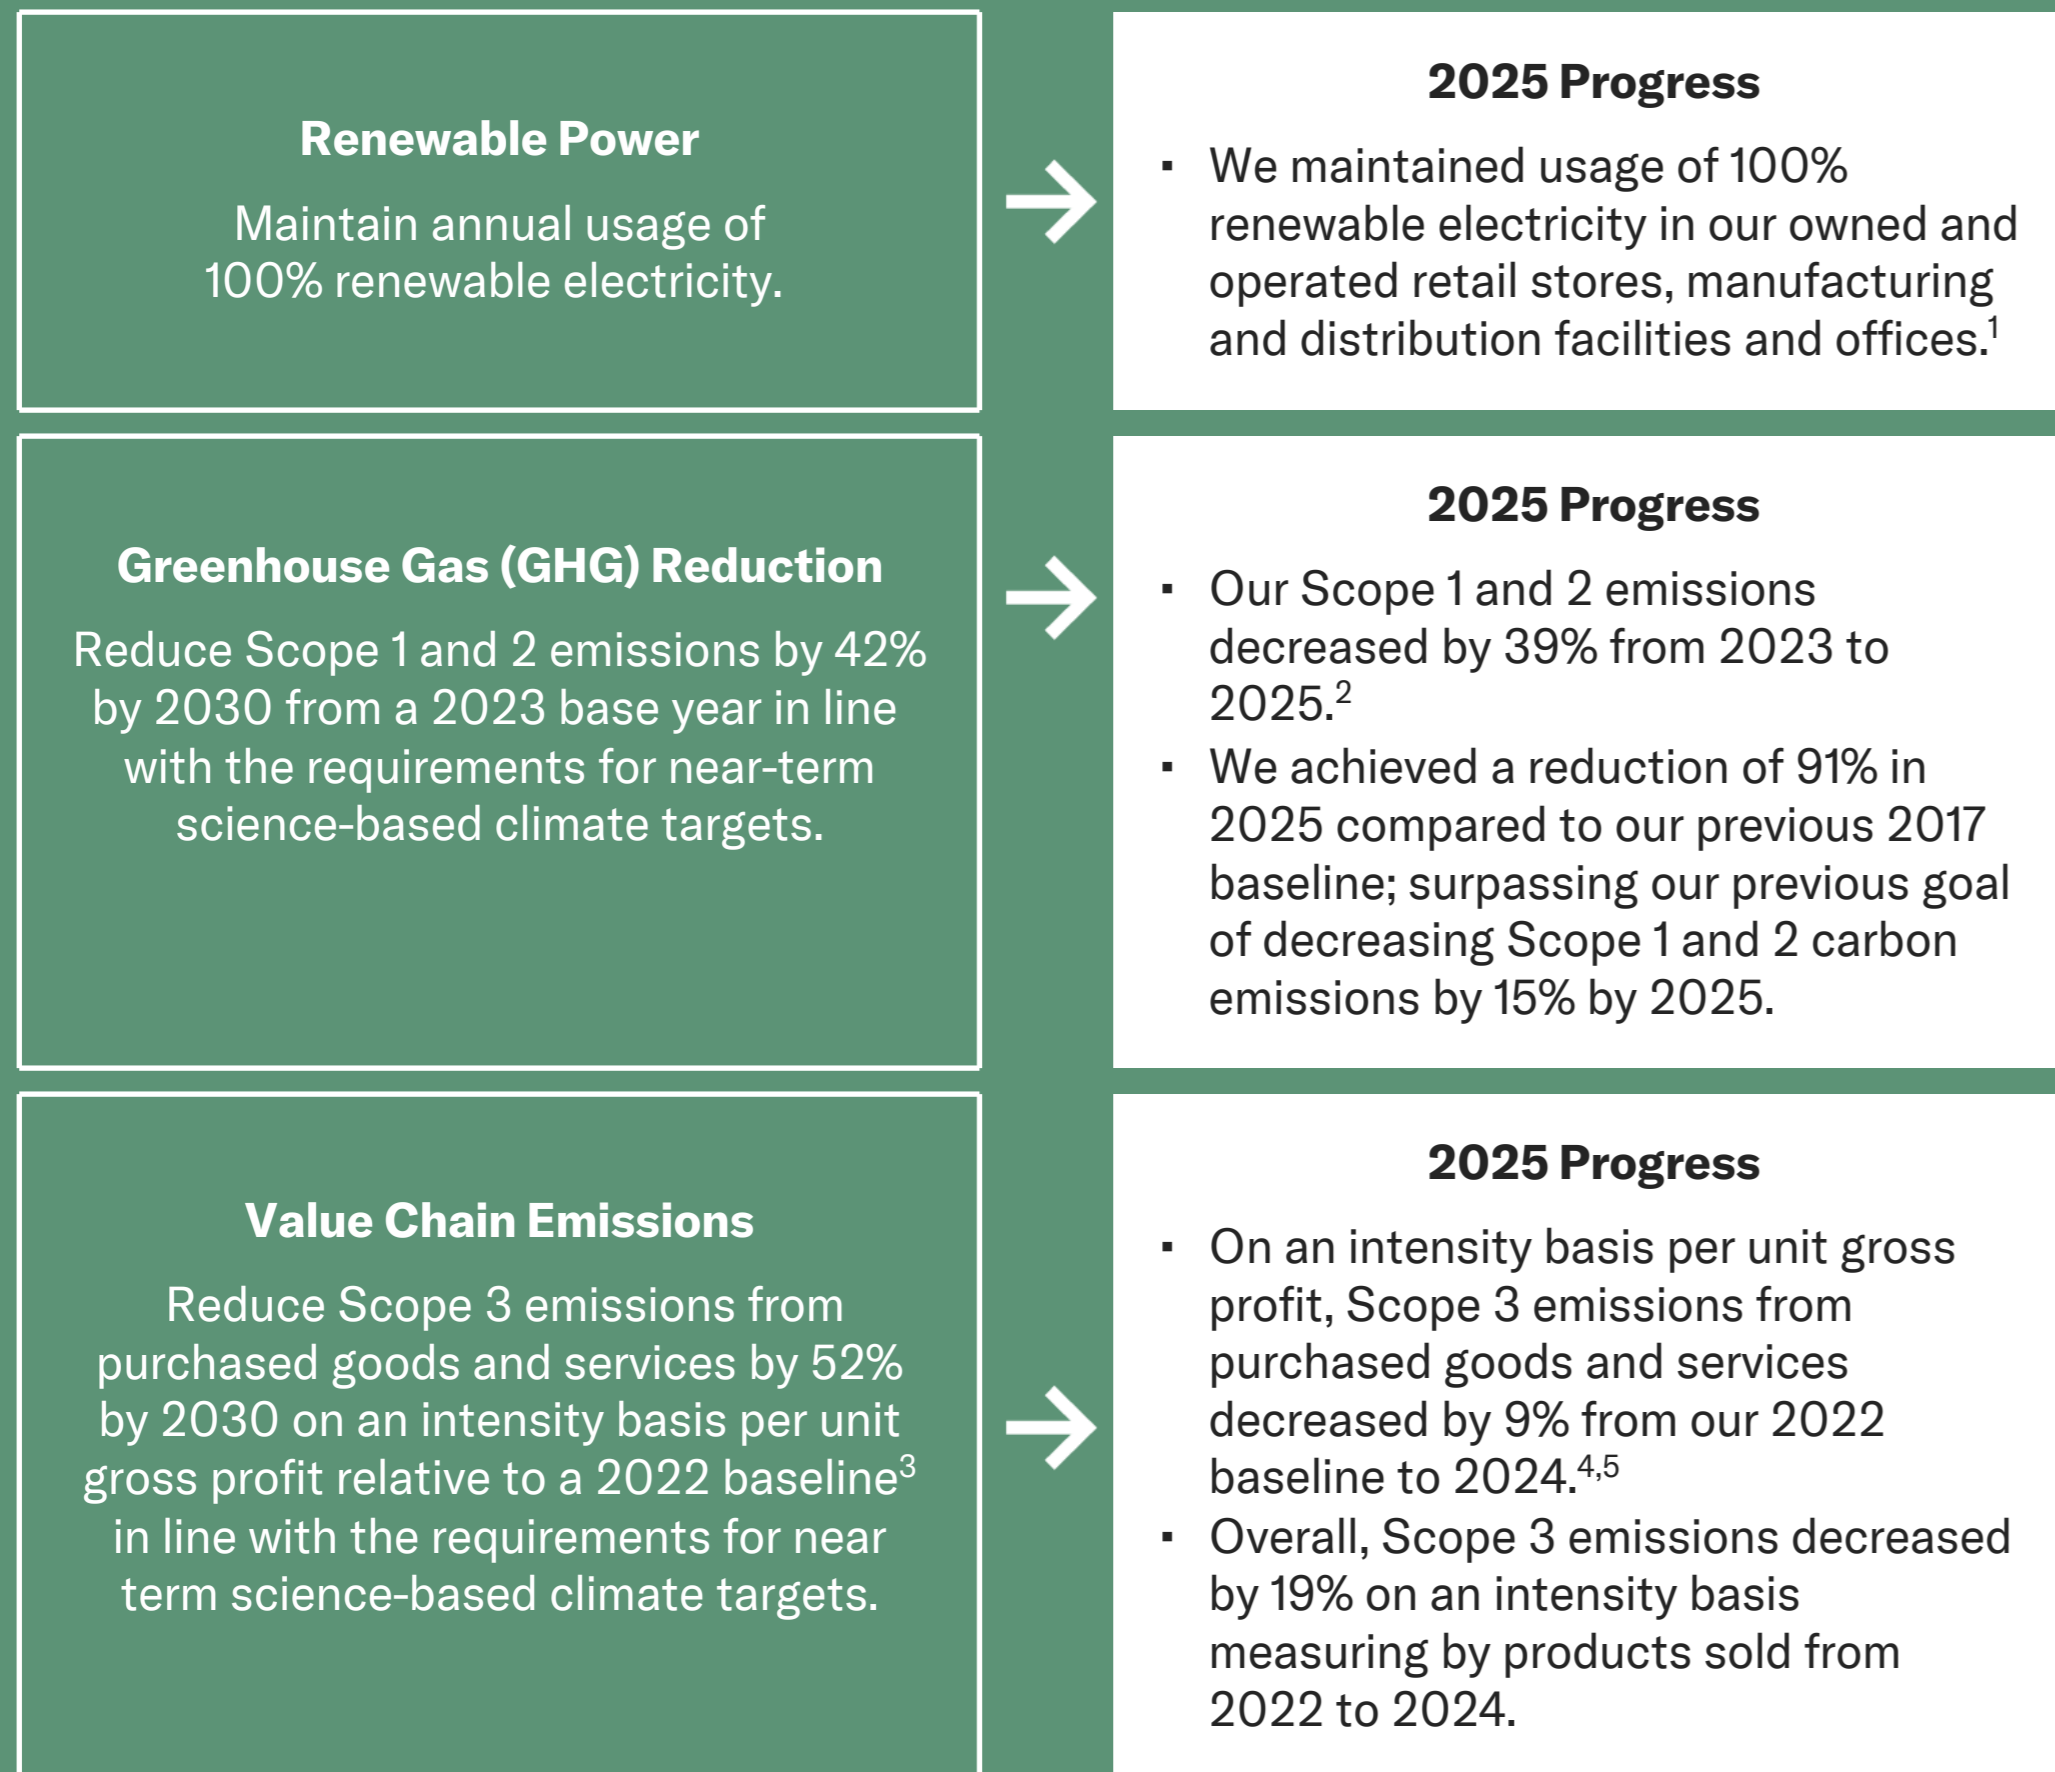 Renewable Power
Maintain annual usage of
100% renewable electricity.
2025 Progress
▪ We maintained usage of 100%
renewable electricity in our owned and
operated retail stores, manufacturing
and distribution facilities and offices.¹
Greenhouse Gas (GHG) Reduction
Reduce Scope 1 and 2 emissions by 42%
by 2030 from a 2023 base year in line
with the requirements for near-term
science-based climate targets.
2025 Progress
▪ Our Scope 1 and 2 emissions
decreased by 39% from 2023 to
2025.²
▪ We achieved a reduction of 91% in
2025 compared to our previous 2017
baseline; surpassing our previous goal
of decreasing Scope 1 and 2 carbon
emissions by 15% by 2025.
Value Chain Emissions
Reduce Scope 3 emissions from
purchased goods and services by 52%
by 2030 on an intensity basis per unit
gross profit relative to a 2022 baseline³
in line with the requirements for near
term science-based climate targets.
2025 Progress
▪ On an intensity basis per unit gross
profit, Scope 3 emissions from
purchased goods and services
decreased by 9% from our 2022
baseline to 2024.⁴,⁵
▪ Overall, Scope 3 emissions decreased
by 19% on an intensity basis
measuring by products sold from
2022 to 2024.